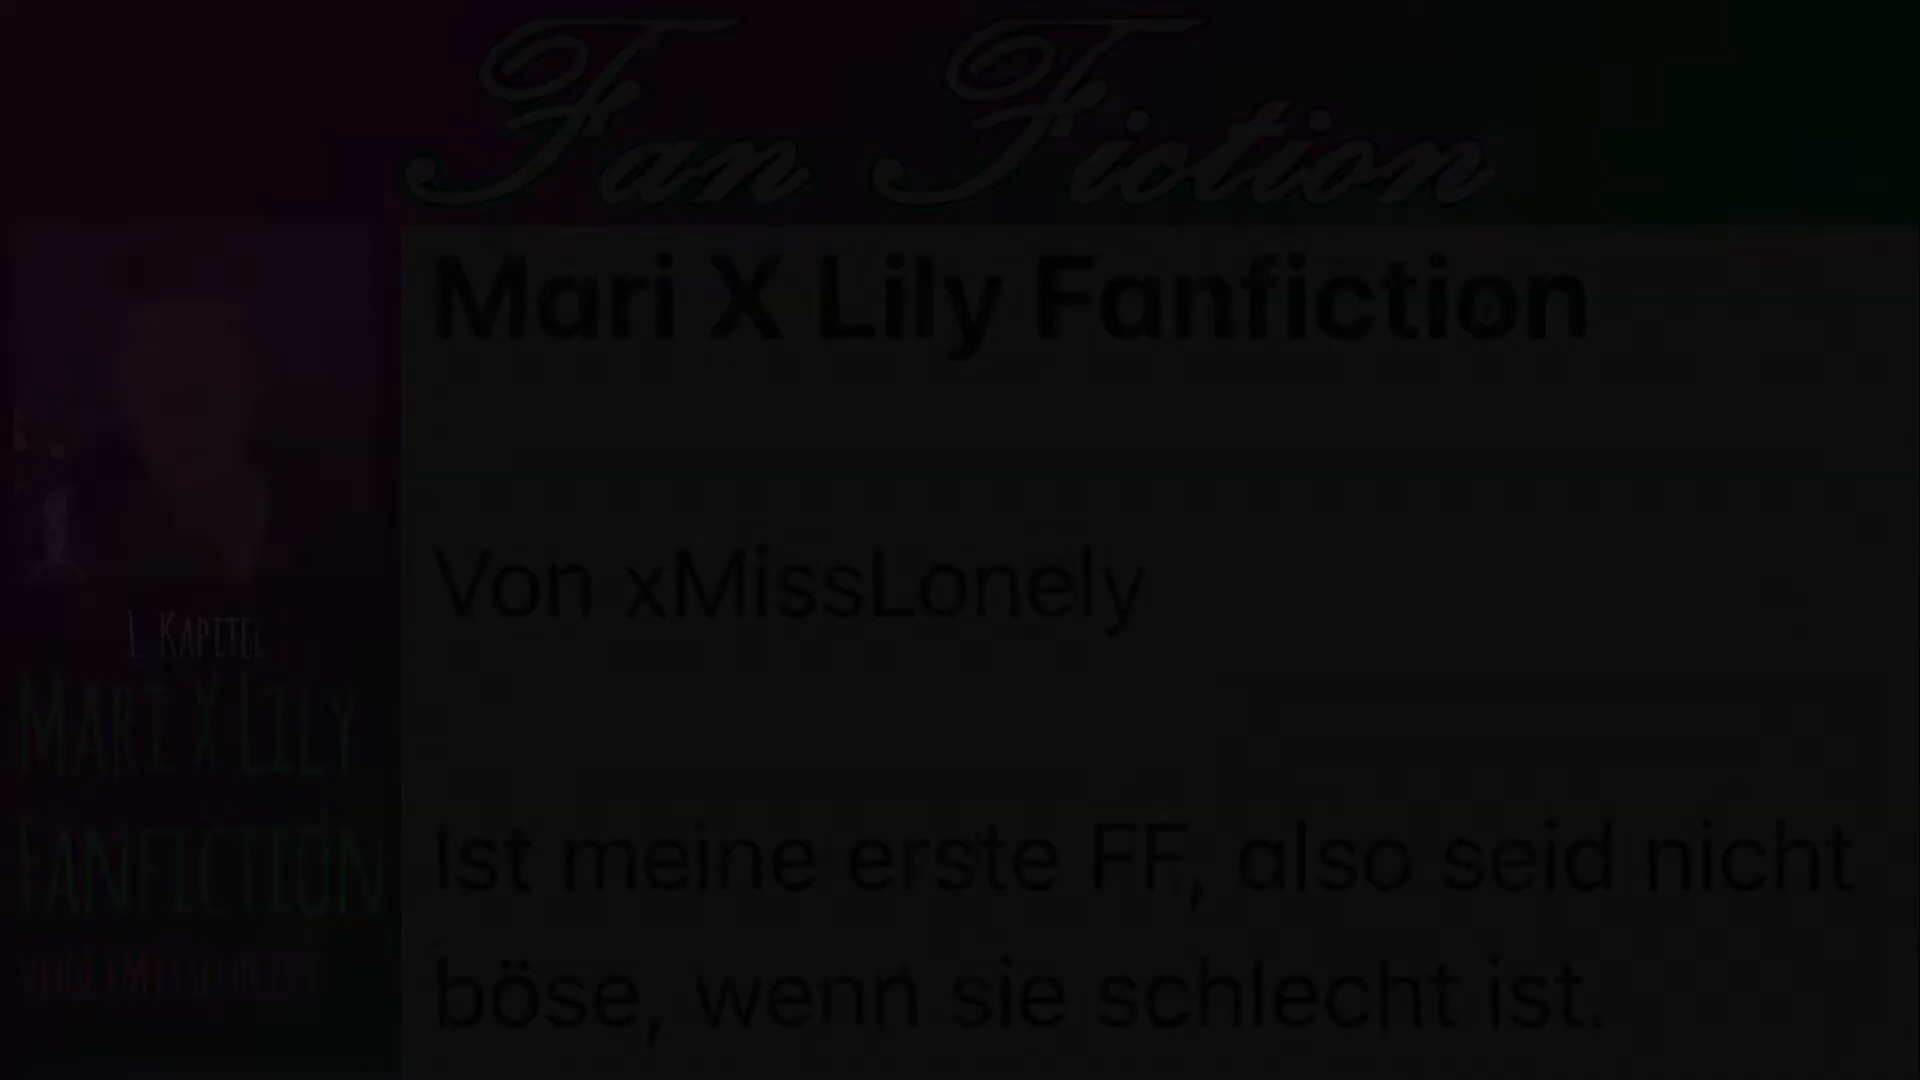 Fan Fiction
Mari X Lily Fanfiction
Von xMissLonely
Ist meine erste FF, also seid nicht
böse, wenn sie schlecht ist.
1. KAPITEL
MARI X LILY
FANFICTION